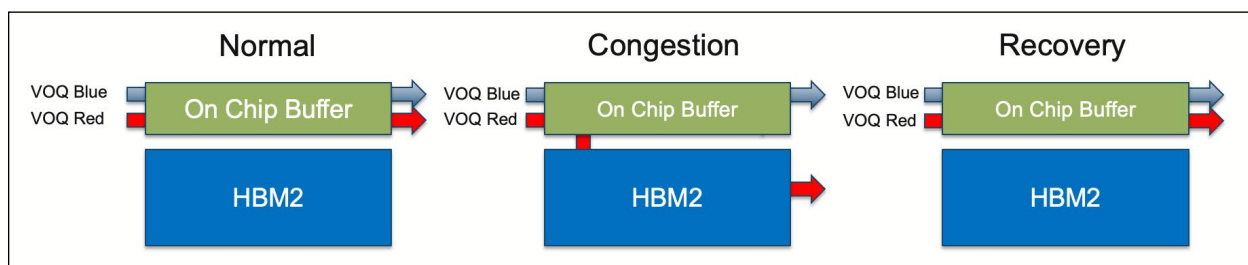 Normal
Congestion
Recovery
VOQ Blue
VOQ Red
On Chip Buffer
HBM2
VOQ Blue
VOQ Red
On Chip Buffer
HBM2
VOQ Blue
VOQ Red
On Chip Buffer
HBM2